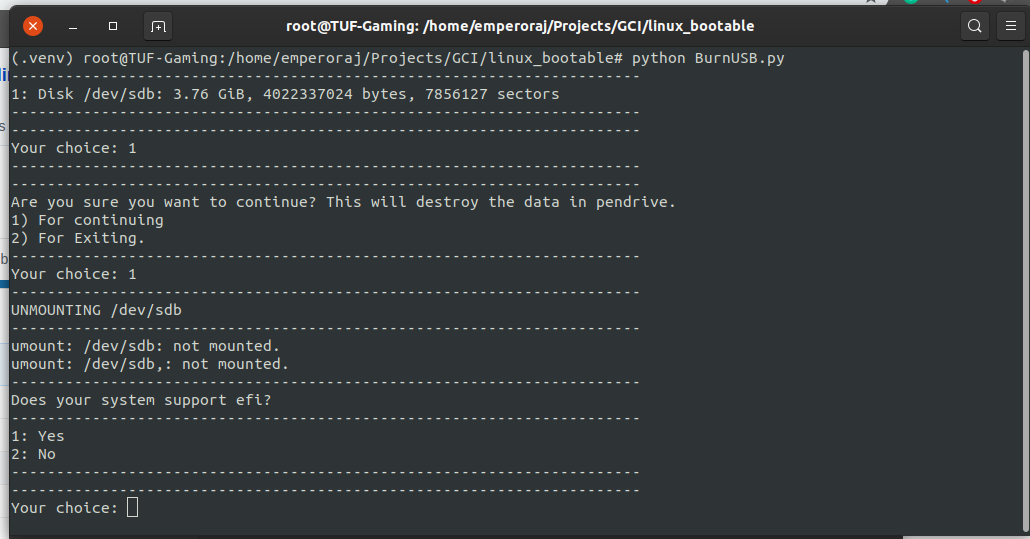 root@TUF-Gaming: /home/emperoraj/Projects/GCI/linux_bootable
(.venv) root@TUF-Gaming:/home/emperoraj/Projects/GCI/linux_bootable# python BurnUSB.py
----------------------------------------------------------------------
1: Disk /dev/sdb: 3.76 GiB, 4022337024 bytes, 7856127 sectors
----------------------------------------------------------------------
----------------------------------------------------------------------
Your choice: 1
----------------------------------------------------------------------
----------------------------------------------------------------------
Are you sure you want to continue? This will destroy the data in pendrive.
1) For continuing
2) For Exiting.
----------------------------------------------------------------------
Your choice: 1
----------------------------------------------------------------------
UNMOUNTING /dev/sdb
----------------------------------------------------------------------
umount: /dev/sdb: not mounted.
umount: /dev/sdb,: not mounted.
----------------------------------------------------------------------
Does your system support efi?
----------------------------------------------------------------------
1: Yes
2: No
----------------------------------------------------------------------
----------------------------------------------------------------------
Your choice: